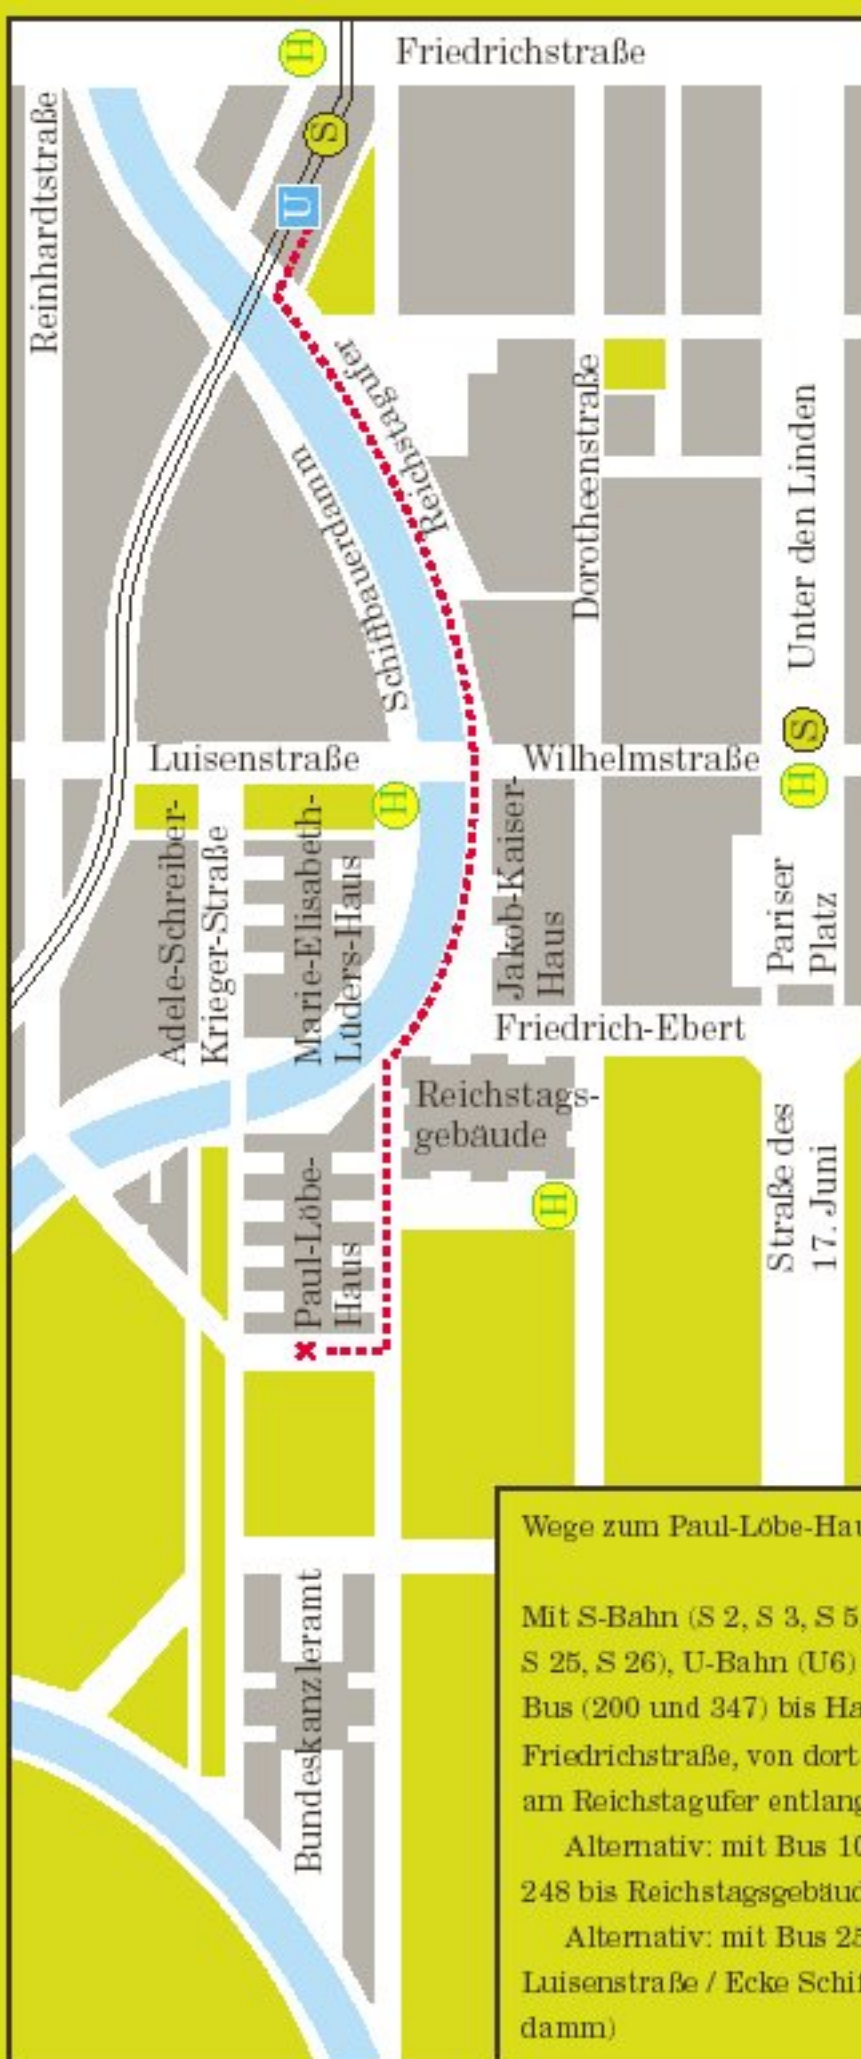 H
Friedrichstraße
S
U
Reinhardtstraße
Reichstagufer
Schiffbauerdamm
Dorotheenstraße
Unter den Linden
S
H
Luisenstraße
Wilhelmstraße
H
Adele-Schreiber-
Krieger-Straße
Marie-Elisabeth-
Lüders-Haus
Jakob-Kaiser-
Haus
Pariser
Platz
Friedrich-Ebert
Reichstags-
gebäude
H
Paul-Löbe-
Haus
Straße des
17. Juni
Bundeskanzleramt
Wege zum Paul-Löbe-Hau
Mit S-Bahn (S 2, S 3, S 5,
S 25, S 26), U-Bahn (U6)
Bus (200 und 347) bis Ha
Friedrichstraße, von dort
am Reichstagufer entlang
Alternativ: mit Bus 10
248 bis Reichstagsgebäud
Alternativ: mit Bus 25
Luisenstraße / Ecke Schif
damm)